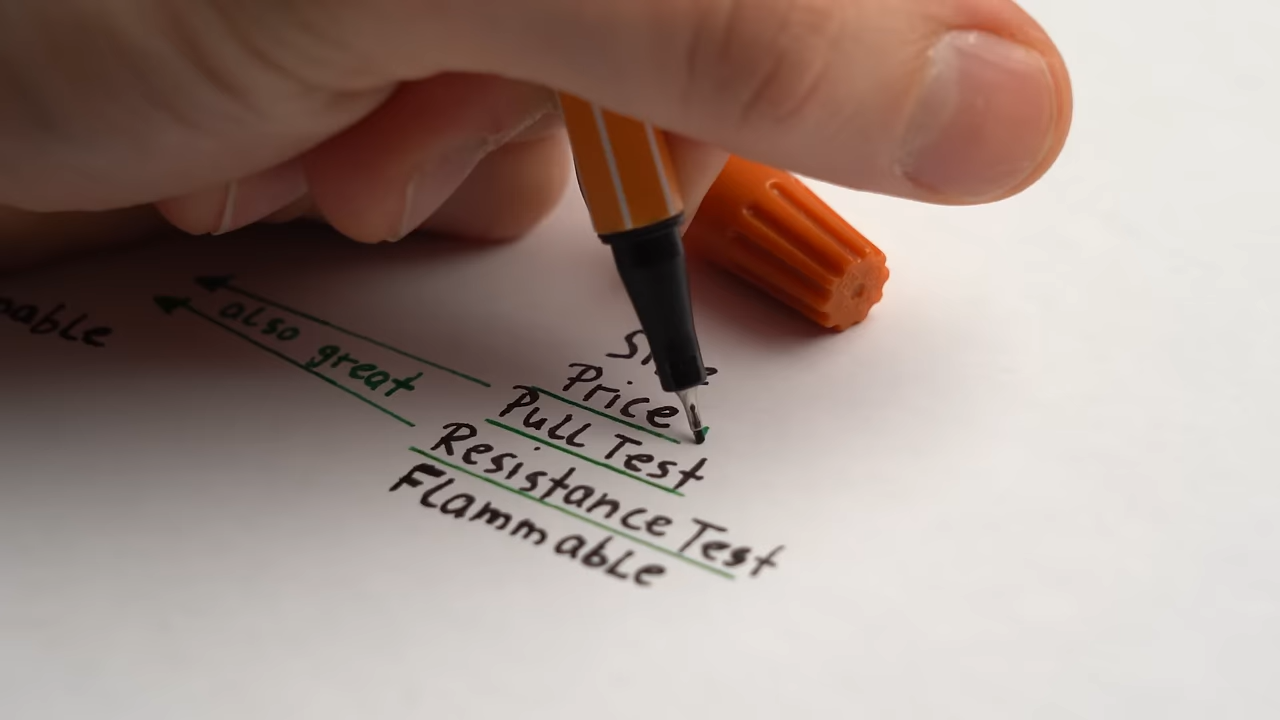 also great
Price
Pull Test
Resistance Test
Flammable